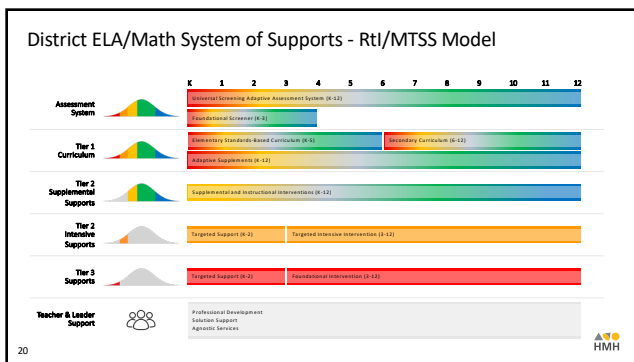 District ELA/Math System of Supports - RtI/MTSS Model
K 1 2 3 4 5 6 7 8 9 10 11 12
Assessment
System
Universal Screening Adaptive Assessment System (K-12)
Foundational Screener (K-3)
Tier 1
Curriculum
Elementary Standards-Based Curriculum (K-5)
Secondary Curriculum (6-12)
Adaptive Supplements (K-12)
Tier 2
Supplemental
Supports
Supplemental and Instructional Interventions (K-12)
Tier 2
Intensive
Supports
Targeted Support (K-2)
Targeted Intensive Intervention (3-12)
Tier 3
Supports
Targeted Support (K-2)
Foundational Intervention (3-12)
Teacher & Leader
Support
Professional Development
Solution Support
Agnostic Services
20
HMH